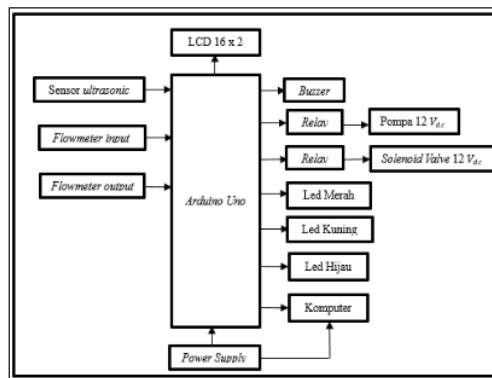 LCD 16 x 2
Sensor ultrasonic
Flowmeter input
Flowmeter output
Arduino Uno
Buzzer
Relay
Pompa 12 Vdc
Relay
Solenoid Valve 12 Vdc
Led Merah
Led Kuning
Led Hijau
Komputer
Power Supply